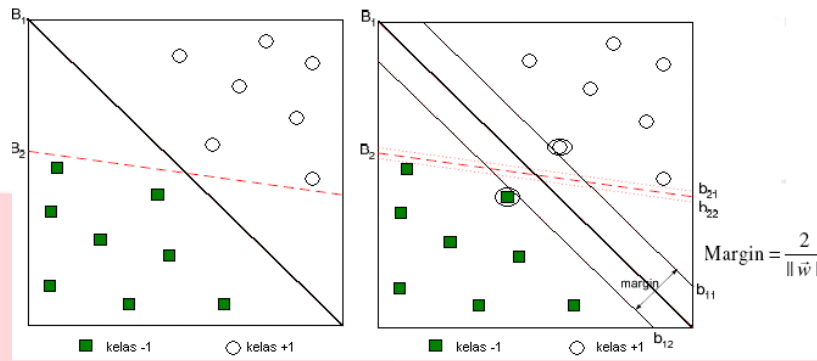 B1
B2
kelas -1
kelas +1
B1
B2
b21
b22
Margin = 2 / || w⃗ |
margin
b11
b12
kelas -1
kelas +1